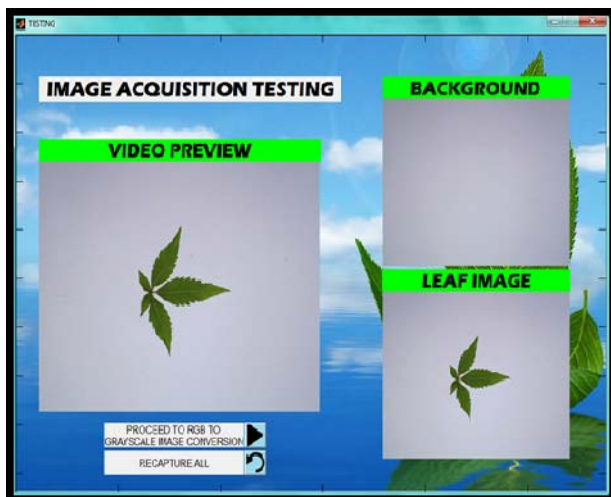 TESTING
IMAGE ACQUISITION TESTING
BACKGROUND
VIDEO PREVIEW
LEAF IMAGE
PROCEED TO RGB TO
GRAYSCALE IMAGE CONVERSION
RECAPTURE ALL